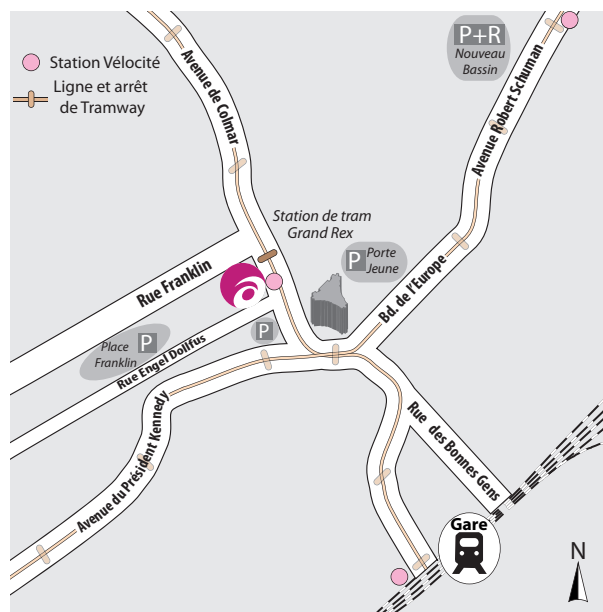 Station Vélocité
Ligne et arrêt
de Tramway
Avenue de Colmar
P+R
Nouveau
Bassin
Avenue Robert Schuman
Station de tram
Grand Rex
P
Porte
Jeune
Rue Franklin
Bd. de l'Europe
P
Place
Franklin
P
Rue Engel Dollfus
Avenue du Président Kennedy
Rue des Bonnes Gens
Gare
N